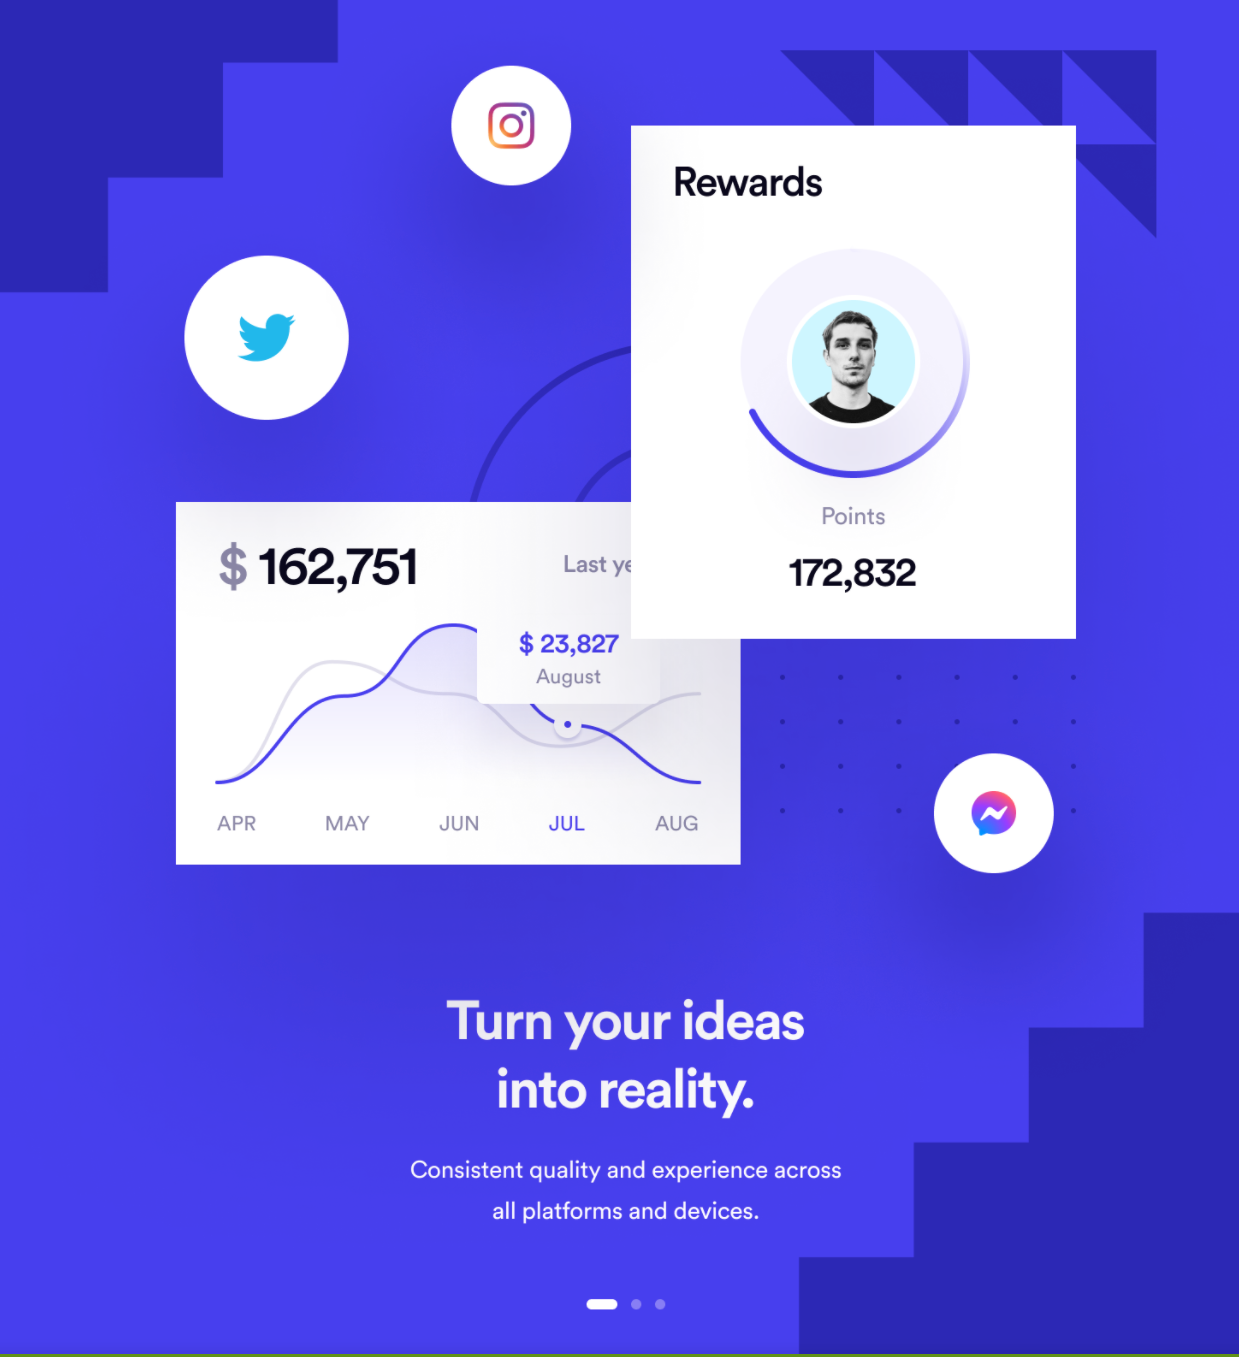 Rewards
Points
172,832
$ 162,751
Last ye
$ 23,827
August
APR MAY JUN JUL AUG
Turn your ideas
into reality.
Consistent quality and experience across
all platforms and devices.